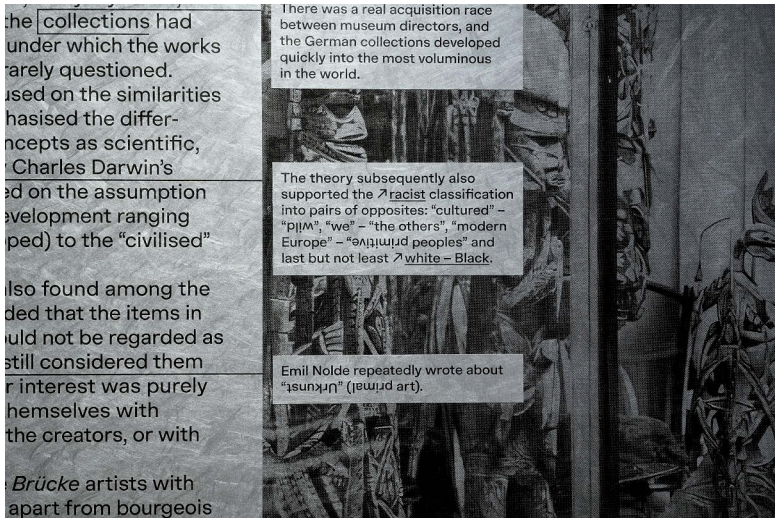 the collections had
under which the works
rarely questioned.
used on the similarities
hasised the differ-
ncepts as scientific,
Charles Darwin’s
ed on the assumption
evelopment ranging
ped) to the “civilised”
also found among the
ded that the items in
uld not be regarded as
still considered them
r interest was purely
hemselves with
the creators, or with
Brücke artists with
apart from bourgeois
There was a real acquisition race
between museum directors, and
the German collections developed
quickly into the most voluminous
in the world.
The theory subsequently also
supported the ↗racist classification
into pairs of opposites: “cultured” –
“wild”, “we” – “the others”, “modern
Europe” – “primitive peoples” and
last but not least ↗white – Black.
Emil Nolde repeatedly wrote about
“Urkunst” (primal art).